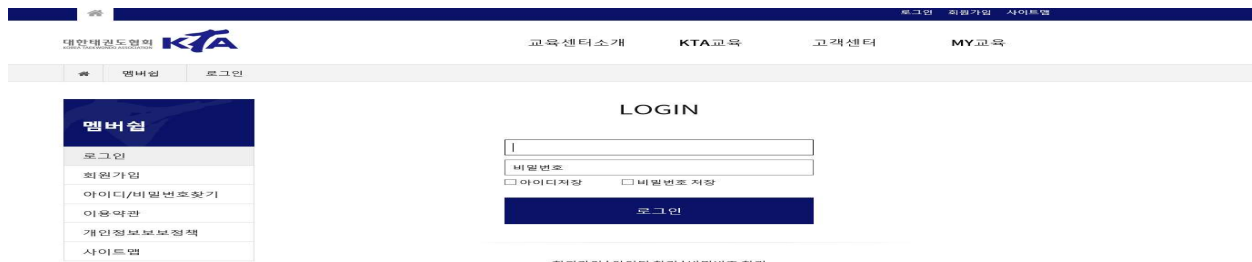 로그인 회원가입 사이트맵
대한태권도협회 KTA
KOREA TAEKWONDO ASSOCIATION
교육센터소개 KTA교육 고객센터 MY교육
멤버쉽 로그인
멤버쉽
로그인
회원가입
아이디/비밀번호찾기
이용약관
개인정보보보정책
사이트맵
LOGIN
비밀번호
아이디저장 비밀번호 저장
로그인